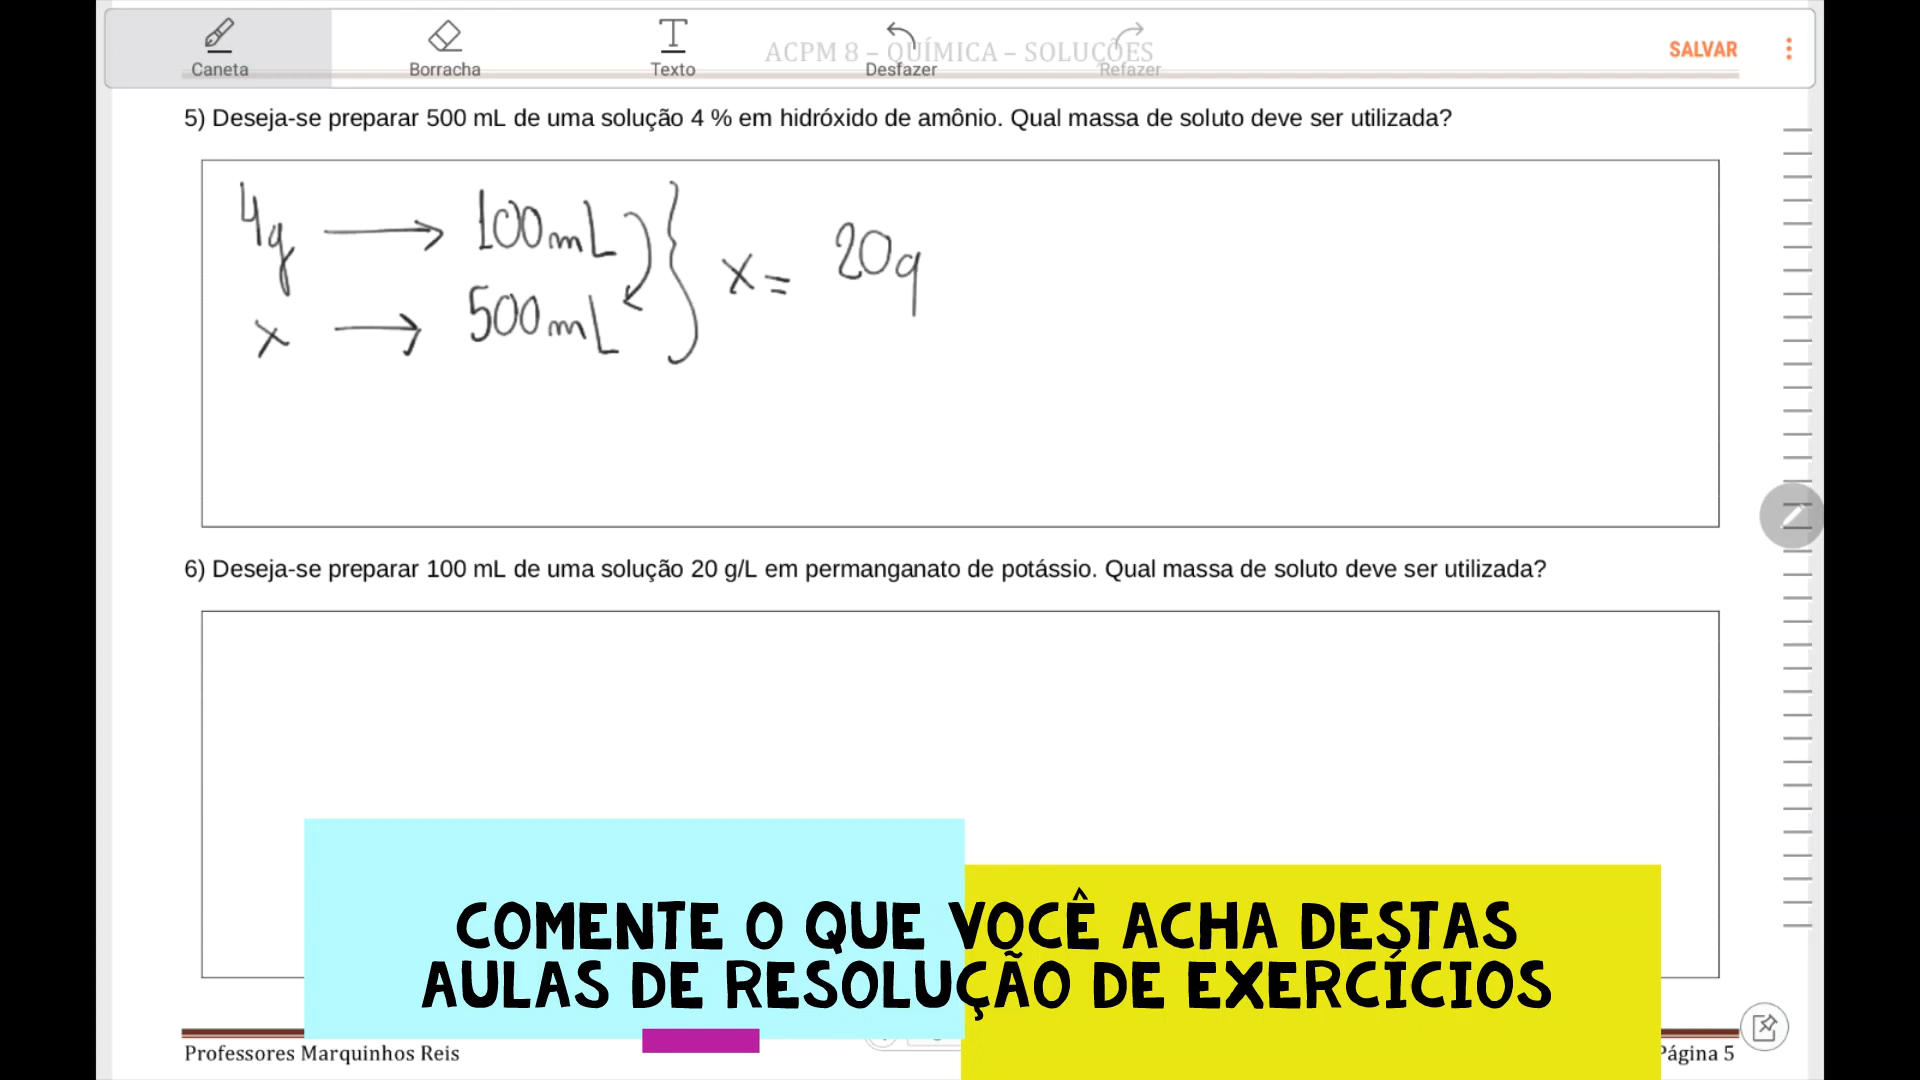 ACPM 8 – QUÍMICA – SOLUÇÕES
Caneta
Borracha
Texto
Desfazer
Refazer
SALVAR
5) Deseja-se preparar 500 mL de uma solução 4 % em hidróxido de amônio. Qual massa de soluto deve ser utilizada?
4g → 100mL
x → 500mL
x = 20g
6) Deseja-se preparar 100 mL de uma solução 20 g/L em permanganato de potássio. Qual massa de soluto deve ser utilizada?
COMENTE O QUE VOCÊ ACHA DESTAS
AULAS DE RESOLUÇÃO DE EXERCÍCIOS
Professores Marquinhos Reis
Página 5